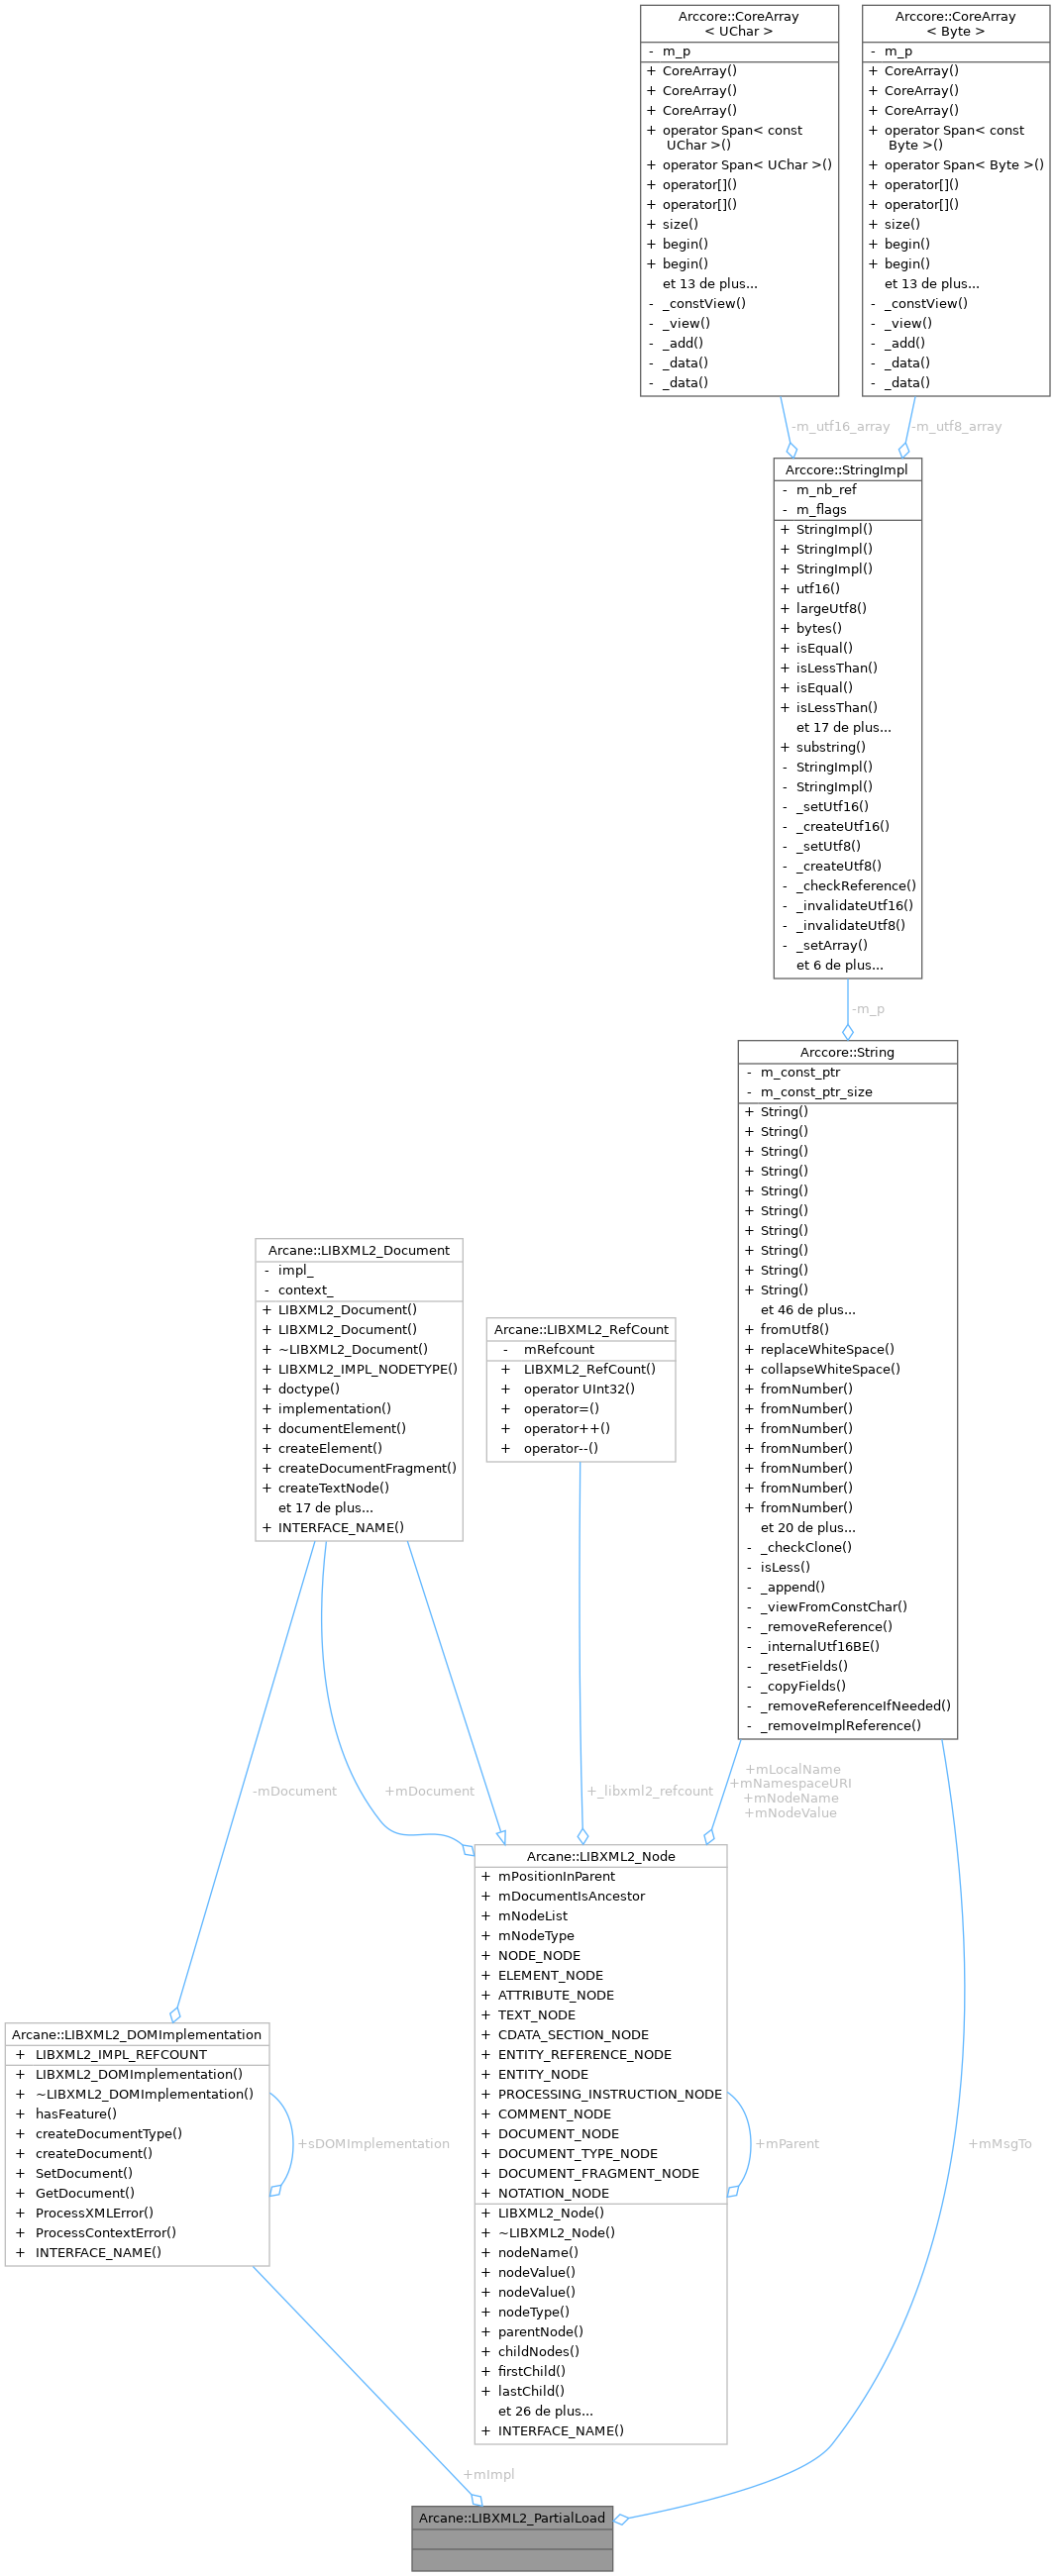 Arccore::CoreArray
< UChar >
- m_p
+ CoreArray()
+ CoreArray()
+ CoreArray()
+ operator Span< const
UChar >()
+ operator Span< UChar >()
+ operator[]()
+ operator[]()
+ size()
+ begin()
+ begin()
et 13 de plus...
- _constView()
- _view()
- _add()
- _data()
- _data()
Arccore::CoreArray
< Byte >
- m_p
+ CoreArray()
+ CoreArray()
+ CoreArray()
+ operator Span< const
Byte >()
+ operator Span< Byte >()
+ operator[]()
+ operator[]()
+ size()
+ begin()
+ begin()
et 13 de plus...
- _constView()
- _view()
- _add()
- _data()
- _data()
-m_utf16_array
-m_utf8_array
Arccore::StringImpl
- m_nb_ref
- m_flags
+ StringImpl()
+ StringImpl()
+ StringImpl()
+ utf16()
+ largeUtf8()
+ bytes()
+ isEqual()
+ isLessThan()
+ isEqual()
+ isLessThan()
et 17 de plus...
+ substring()
- StringImpl()
- StringImpl()
- _setUtf16()
- _createUtf16()
- _setUtf8()
- _createUtf8()
- _checkReference()
- _invalidateUtf16()
- _invalidateUtf8()
- _setArray()
et 6 de plus...
-m_p
Arccore::String
- m_const_ptr
- m_const_ptr_size
+ String()
+ String()
+ String()
+ String()
+ String()
+ String()
+ String()
+ String()
+ String()
+ String()
et 46 de plus...
+ fromUtf8()
+ replaceWhiteSpace()
+ collapseWhiteSpace()
+ fromNumber()
+ fromNumber()
+ fromNumber()
+ fromNumber()
+ fromNumber()
+ fromNumber()
+ fromNumber()
et 20 de plus...
- _checkClone()
- isLess()
- _append()
- _viewFromConstChar()
- _removeReference()
- _internalUtf16BE()
- _resetFields()
- _copyFields()
- _removeReferenceIfNeeded()
- _removeImplReference()
Arcane::LIBXML2_Document
- impl_
- context_
+ LIBXML2_Document()
+ LIBXML2_Document()
+ ~LIBXML2_Document()
+ LIBXML2_IMPL_NODETYPE()
+ doctype()
+ implementation()
+ documentElement()
+ createElement()
+ createDocumentFragment()
+ createTextNode()
et 17 de plus...
+ INTERFACE_NAME()
Arcane::LIBXML2_RefCount
- mRefcount
+ LIBXML2_RefCount()
+ operator UInt32()
+ operator=()
+ operator++()
+ operator--()
-mDocument
+mDocument
+_libxml2_refcount
+mLocalName
+mNamespaceURI
+mNodeName
+mNodeValue
Arcane::LIBXML2_Node
+ mPositionInParent
+ mDocumentIsAncestor
+ mNodeList
+ mNodeType
+ NODE_NODE
+ ELEMENT_NODE
+ ATTRIBUTE_NODE
+ TEXT_NODE
+ CDATA_SECTION_NODE
+ ENTITY_REFERENCE_NODE
+ ENTITY_NODE
+ PROCESSING_INSTRUCTION_NODE
+ COMMENT_NODE
+ DOCUMENT_NODE
+ DOCUMENT_TYPE_NODE
+ DOCUMENT_FRAGMENT_NODE
+ NOTATION_NODE
+ LIBXML2_Node()
+ ~LIBXML2_Node()
+ nodeName()
+ nodeValue()
+ nodeValue()
+ nodeType()
+ parentNode()
+ childNodes()
+ firstChild()
+ lastChild()
et 26 de plus...
+ INTERFACE_NAME()
+mParent
Arcane::LIBXML2_DOMImplementation
+ LIBXML2_IMPL_REFCOUNT
+ LIBXML2_DOMImplementation()
+ ~LIBXML2_DOMImplementation()
+ hasFeature()
+ createDocumentType()
+ createDocument()
+ SetDocument()
+ GetDocument()
+ ProcessXMLError()
+ ProcessContextError()
+ INTERFACE_NAME()
+sDOMImplementation
+mMsgTo
+mImpl
Arcane::LIBXML2_PartialLoad